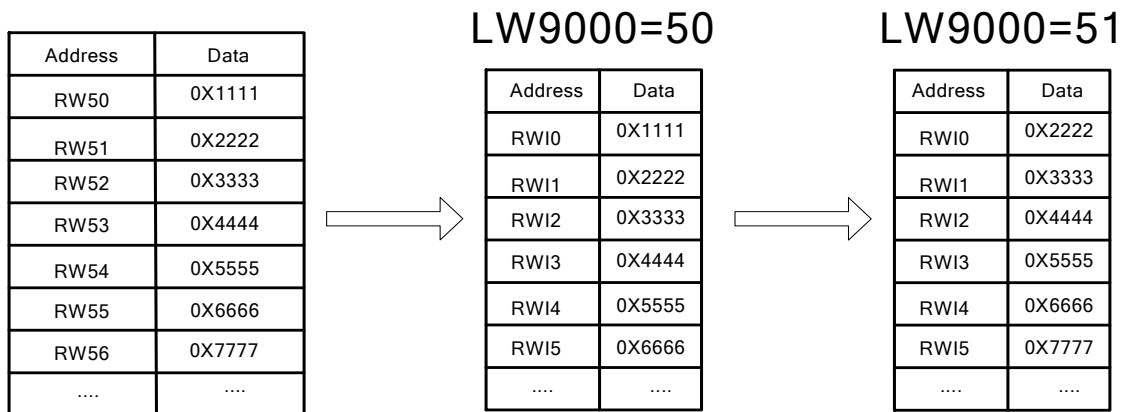 LW9000=50
LW9000=51
Address Data
RW50 0X1111
RW51 0X2222
RW52 0X3333
RW53 0X4444
RW54 0X5555
RW55 0X6666
RW56 0X7777
.... ....
Address Data
RWI0 0X1111
RWI1 0X2222
RWI2 0X3333
RWI3 0X4444
RWI4 0X5555
RWI5 0X6666
.... ....
Address Data
RWI0 0X2222
RWI1 0X3333
RWI2 0X4444
RWI3 0X5555
RWI4 0X6666
RWI5 0X7777
.... ....